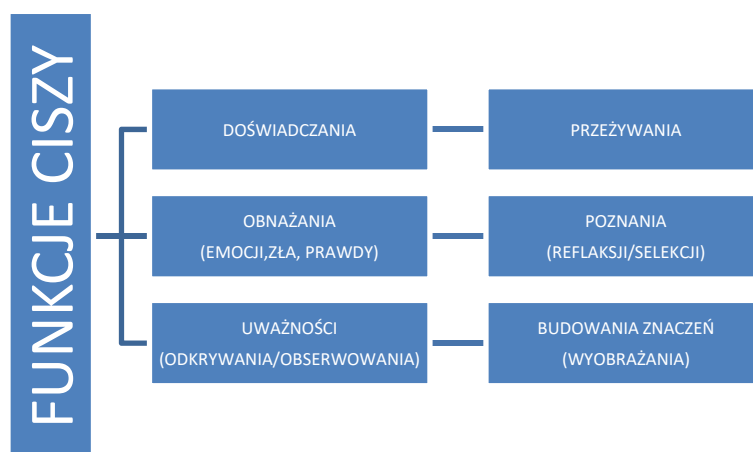 FUNKCJE CISZY
DOŚWIADCZANIA
PRZEŻYWANIA
OBNAŻANIA
(EMOCJI,ZŁA, PRAWDY)
POZNANIA
(REFLAKSJI/SELEKCJI)
UWAŻNOŚCI
(ODKRYWANIA/OBSERWOWANIA)
BUDOWANIA ZNACZEŃ
(WYOBRAŻANIA)